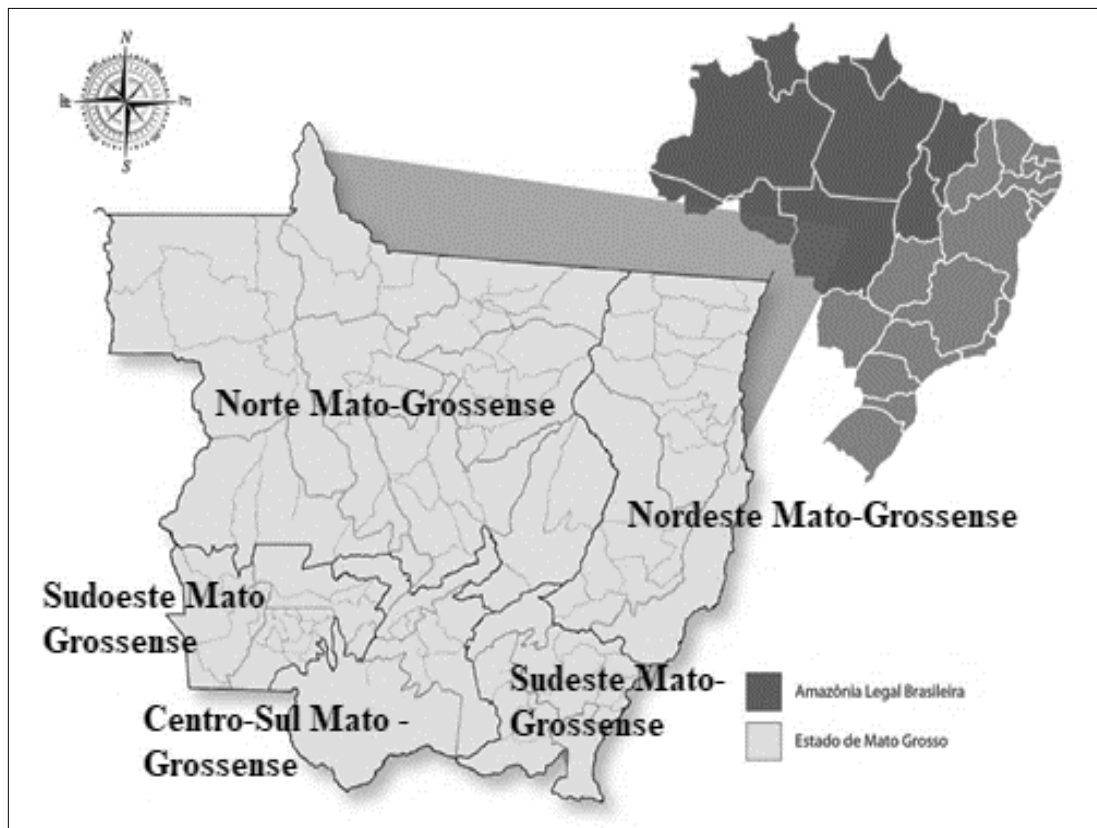 N
W
E
S
Norte Mato-Grossense
Nordeste Mato-Grossense
Sudoeste Mato
Grossense
Sudeste Mato-
Grossense
Centro-Sul Mato -
Grossense
Amazônia Legal Brasileira
Estado de Mato Grosso